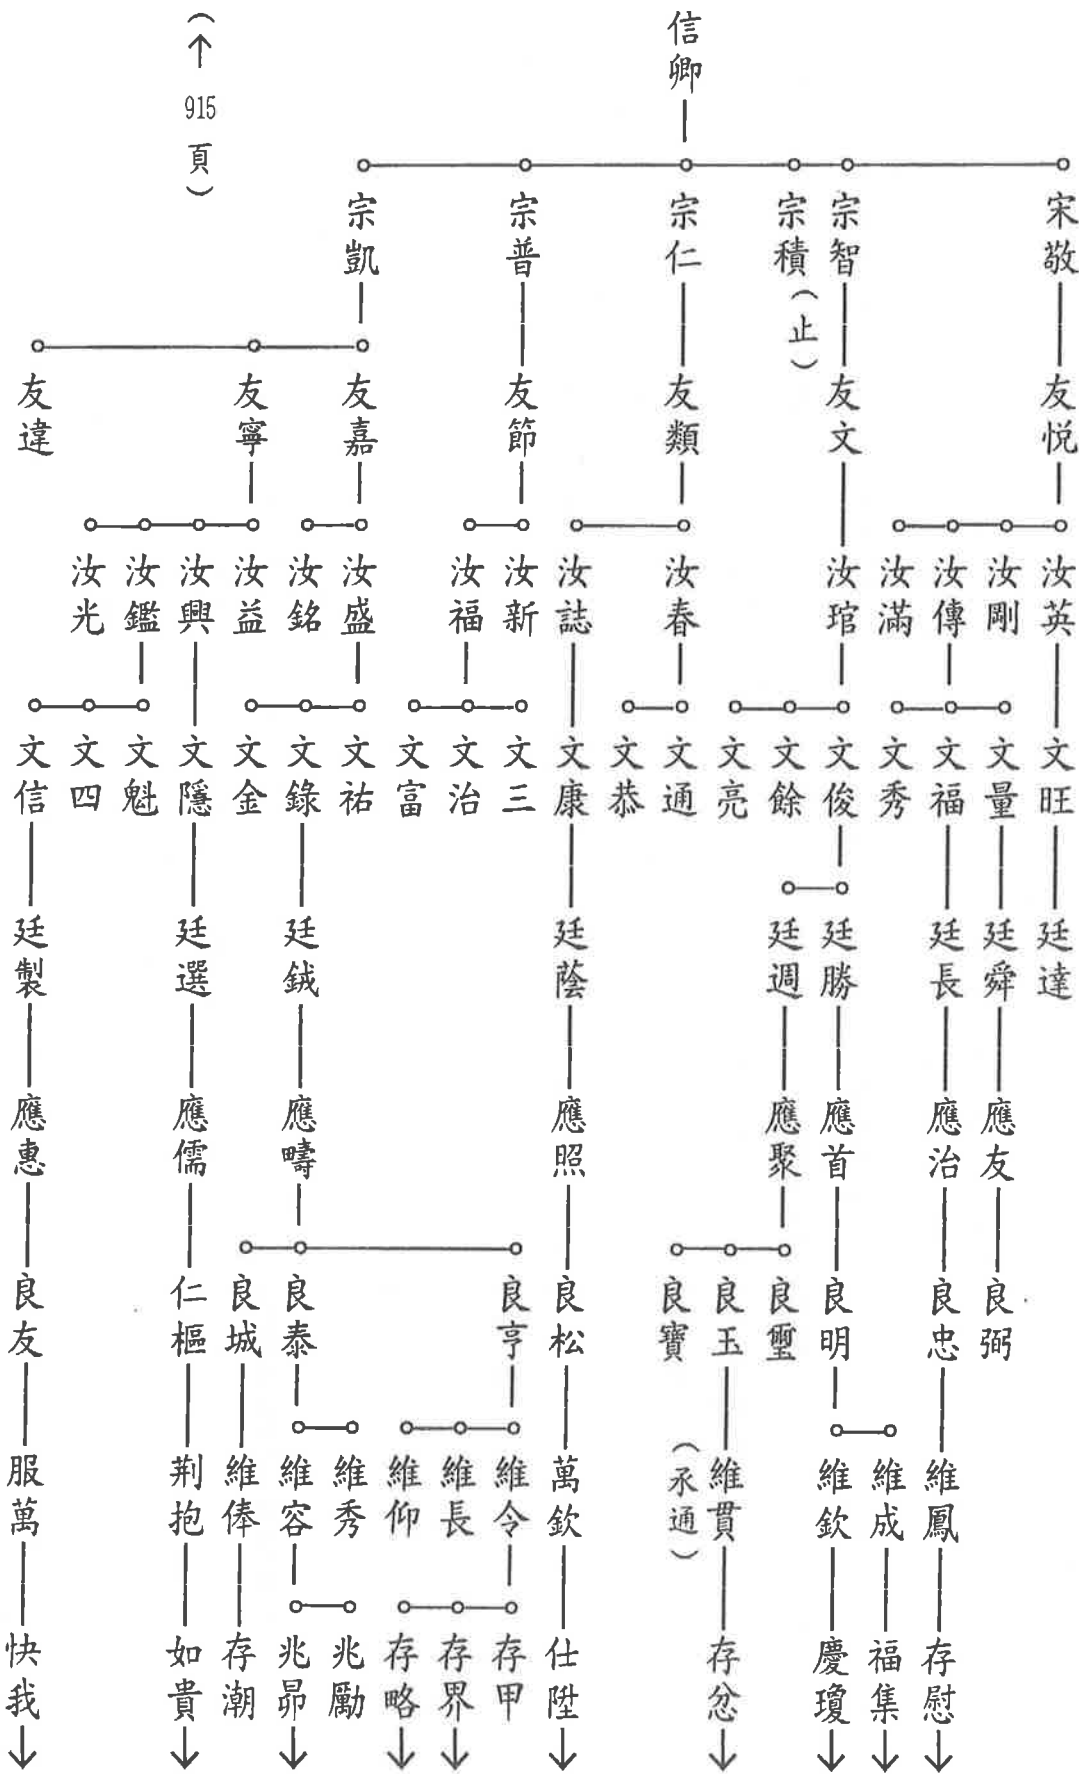 信卿
(↑ 915 頁)
宋敬
宗智
宗積(止)
宗仁
宗普
宗凱
友悅
友文
友類
友節
友嘉
友寧
友違
汝英
汝剛
汝傳
汝滿
汝琯
汝春
汝誌
汝新
汝福
汝盛
汝銘
汝益
汝興
汝鑑
汝光
文旺
文量
文福
文秀
文俊
文餘
文亮
文通
文恭
文康
文三
文治
文富
文祐
文錄
文金
文隱
文魁
文四
文信
廷達
廷舜
廷長
廷勝
廷週
廷蔭
廷鉞
廷選
廷製
應友
應治
應首
應聚
應照
應疇
應儒
應惠
良弼
良忠
良明
良璽
良玉
良寶
良松
良亨
良泰
良城
仁樞
良友
維鳳
維成
維欽
維貫
(承通)
萬欽
維令
維長
維仰
維秀
維容
維俸
荆抱
服萬
存慰
福集
慶瓊
存忿
仕陞
存甲
存界
存略
兆勵
兆昴
存潮
如貴
快我